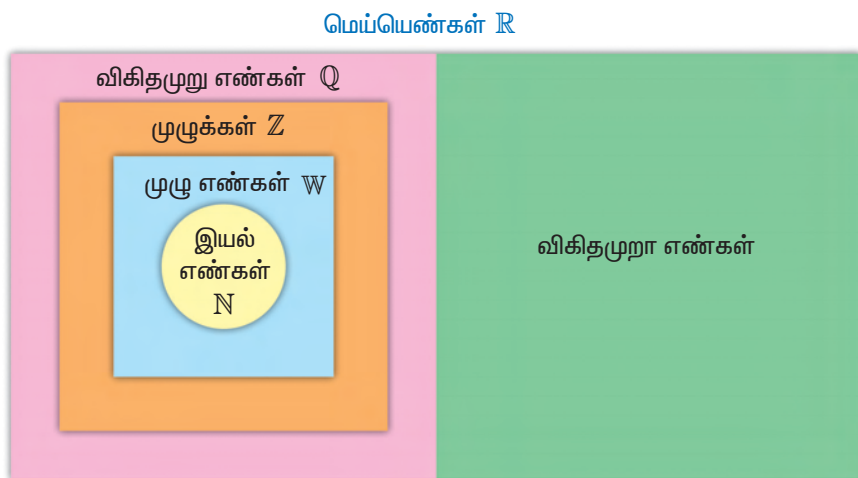 மெய்யெண்கள் ℝ
விகிதமுறு எண்கள் ℚ
முழுக்கள் ℤ
முழு எண்கள் 𝕎
இயல்
எண்கள்
ℕ
விகிதமுறா எண்கள்